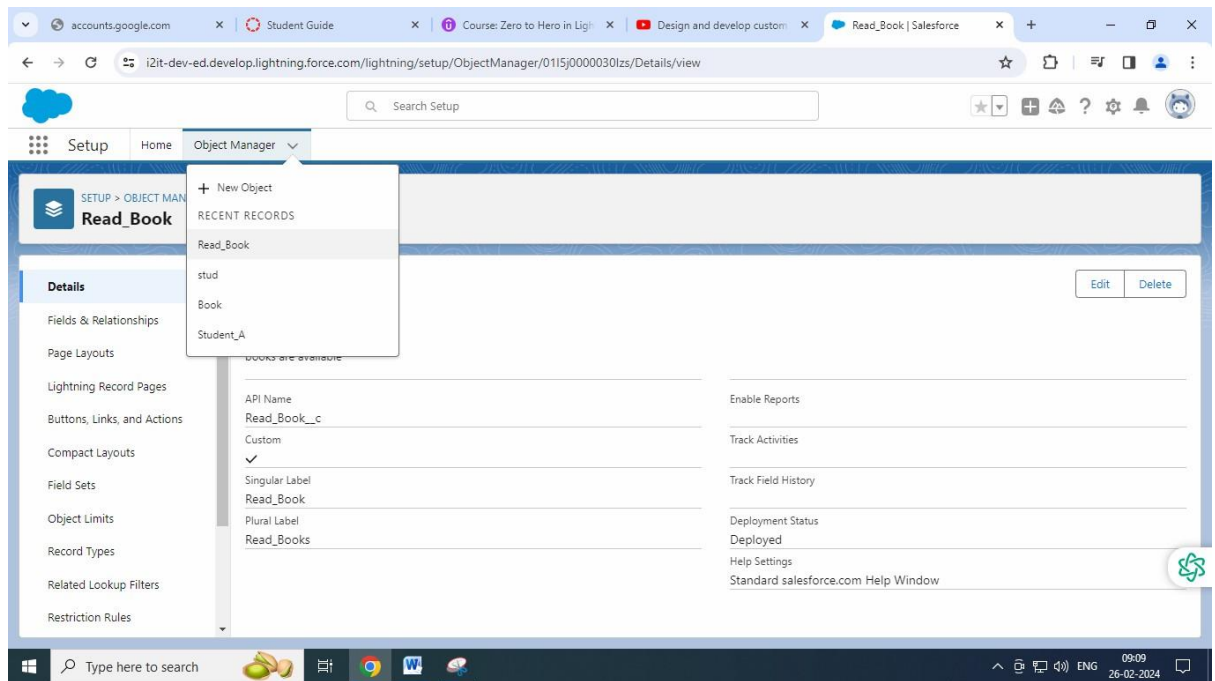 accounts.google.com
Student Guide
Course: Zero to Hero in Ligh
Design and develop custom
Read_Book | Salesforce
i2it-dev-ed.develop.lightning.force.com/lightning/setup/ObjectManager/01I5j0000030Izs/Details/view
Search Setup
Setup Home Object Manager
SETUP > OBJECT MAN
Read_Book
+ New Object
RECENT RECORDS
Read_Book
stud
Book
Student_A
Details
Fields & Relationships
Page Layouts
Lightning Record Pages
Buttons, Links, and Actions
Compact Layouts
Field Sets
Object Limits
Record Types
Related Lookup Filters
Restriction Rules
Edit Delete
books are available
API Name
Read_Book__c
Custom
Singular Label
Read_Book
Plural Label
Read_Books
Enable Reports
Track Activities
Track Field History
Deployment Status
Deployed
Help Settings
Standard salesforce.com Help Window
Type here to search
ENG
09:09
26-02-2024